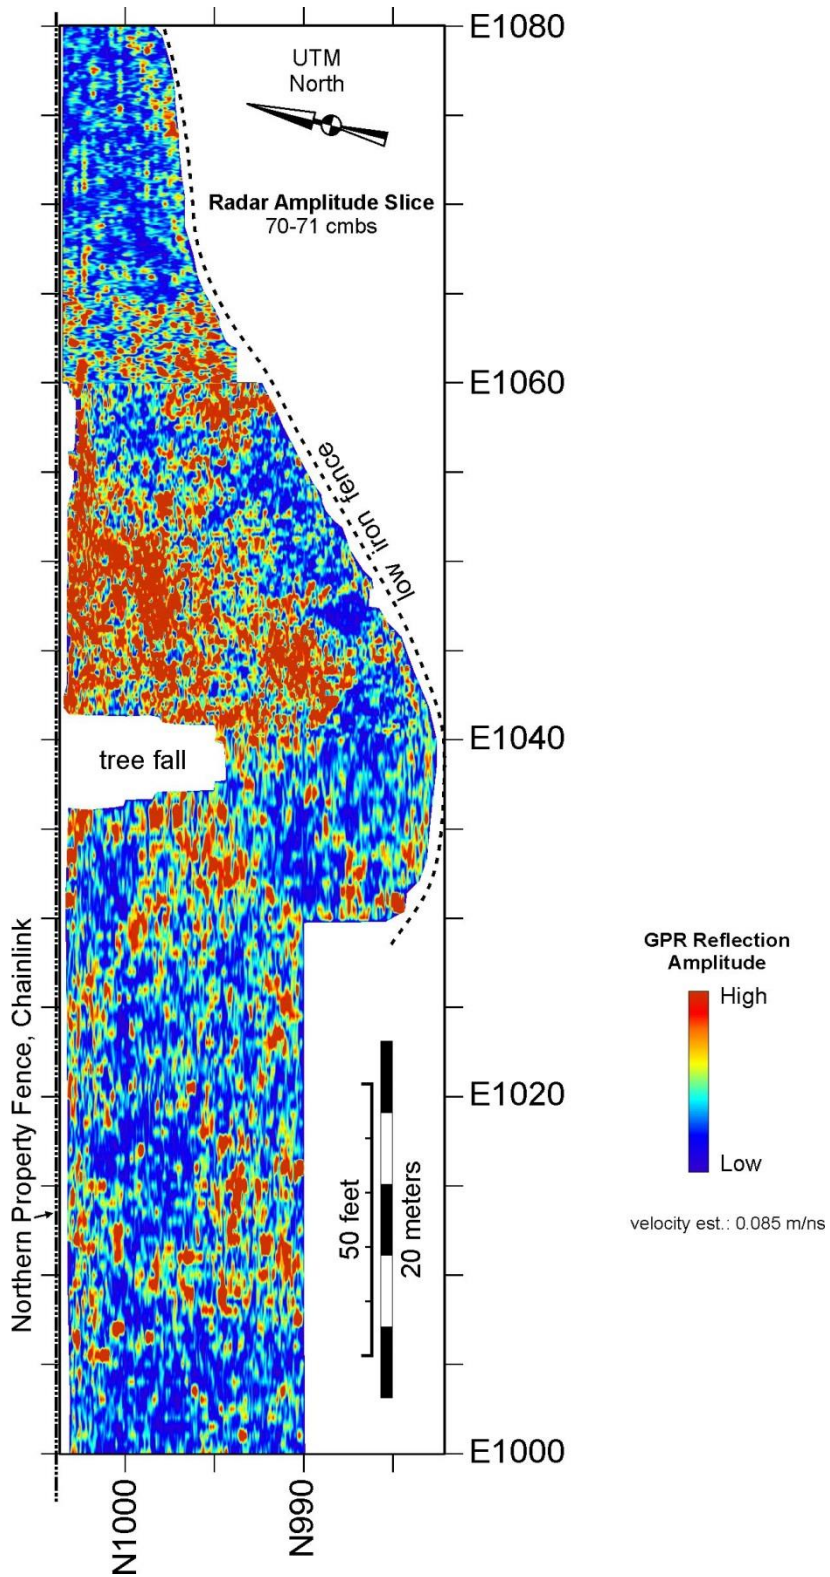 E1080
UTM
North
Radar Amplitude Slice
70-71 cmbs
E1060
low iron fence
E1040
tree fall
GPR Reflection
Amplitude
High
Low
velocity est.: 0.085 m/ns
Northern Property Fence, Chainlink
E1020
50 feet
20 meters
E1000
N1000
N990